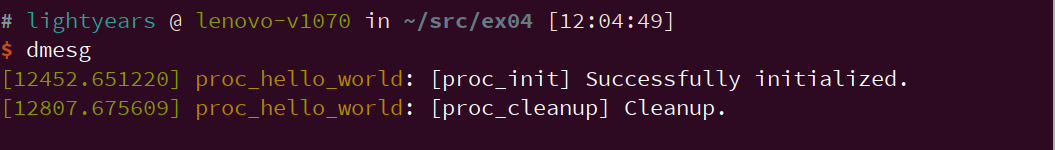 # lightyears @ lenovo-v1070 in ~/src/ex04 [12:04:49]
$ dmesg
[12452.651220] proc_hello_world: [proc_init] Successfully initialized.
[12807.675609] proc_hello_world: [proc_cleanup] Cleanup.